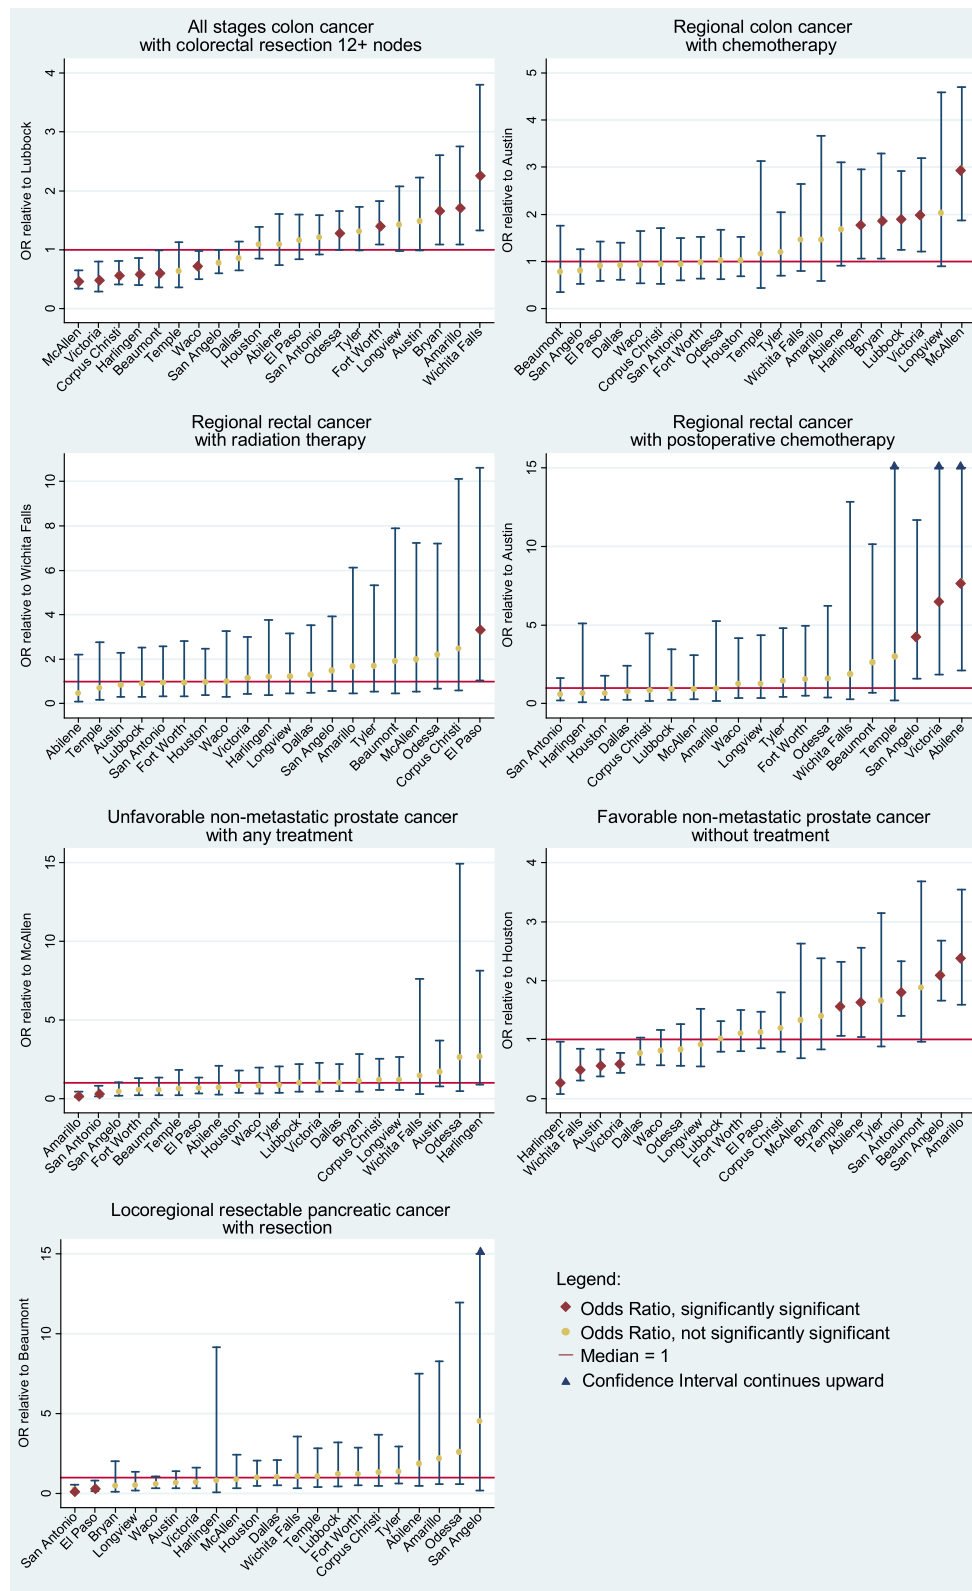 All stages colon cancer
with colorectal resection 12+ nodes
OR relative to Lubbock
4
3
2
1
0
McAllen
Victoria
Corpus Christi
Harlingen
Beaumont
Temple
Waco
San Angelo
Dallas
Houston
Abilene
El Paso
San Antonio
Odessa
Tyler
Fort Worth
Longview
Austin
Bryan
Amarillo
Wichita Falls
Regional colon cancer
with chemotherapy
OR relative to Austin
5
4
3
2
1
0
Beaumont
San Angelo
El Paso
Dallas
Waco
Corpus Christi
San Antonio
Fort Worth
Odessa
Houston
Temple
Tyler
Wichita Falls
Amarillo
Abilene
Harlingen
Bryan
Lubbock
Victoria
Longview
McAllen
Regional rectal cancer
with radiation therapy
OR relative to Wichita Falls
10
8
6
4
2
0
Abilene
Temple
Austin
Lubbock
San Antonio
Fort Worth
Houston
Waco
Victoria
Harlingen
Longview
Dallas
San Angelo
Amarillo
Tyler
Beaumont
McAllen
Odessa
Corpus Christi
El Paso
Regional rectal cancer
with postoperative chemotherapy
OR relative to Austin
15
10
5
0
San Antonio
Harlingen
Houston
Dallas
Corpus Christi
Lubbock
McAllen
Amarillo
Waco
Longview
Tyler
Fort Worth
Odessa
Wichita Falls
Beaumont
Temple
San Angelo
Victoria
Abilene
Unfavorable non-metastatic prostate cancer
with any treatment
OR relative to McAllen
15
10
5
0
Amarillo
San Antonio
San Angelo
Fort Worth
Beaumont
Temple
El Paso
Abilene
Houston
Waco
Tyler
Lubbock
Victoria
Dallas
Bryan
Corpus Christi
Longview
Wichita Falls
Austin
Odessa
Harlingen
Favorable non-metastatic prostate cancer
without treatment
OR relative to Houston
4
3
2
1
0
Harlingen
Wichita Falls
Austin
Victoria
Dallas
Waco
Odessa
Longview
Lubbock
Fort Worth
El Paso
Corpus Christi
McAllen
Bryan
Temple
Abilene
Tyler
San Antonio
Beaumont
San Angelo
Amarillo
Locoregional resectable pancreatic cancer
with resection
OR relative to Beaumont
15
10
5
0
San Antonio
El Paso
Bryan
Longview
Waco
Austin
Victoria
Harlingen
McAllen
Houston
Dallas
Wichita Falls
Temple
Lubbock
Fort Worth
Corpus Christi
Tyler
Abilene
Amarillo
Odessa
San Angelo
Legend:
Odds Ratio, significantly significant
Odds Ratio, not significantly significant
Median = 1
Confidence Interval continues upward